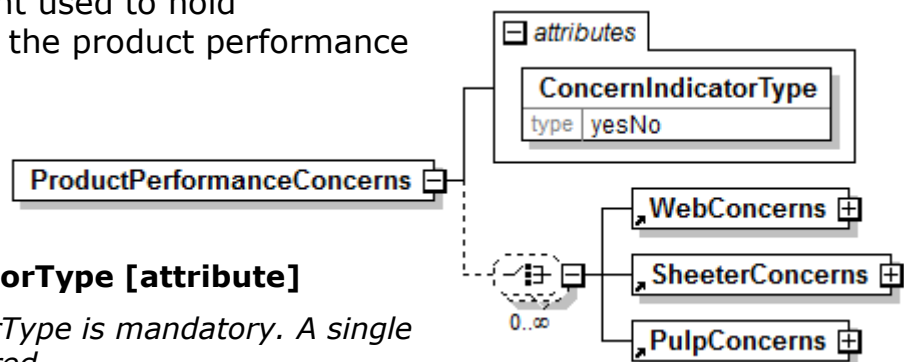 nt used to hold
the product performance
attributes
ConcernIndicatorType
type yesNo
ProductPerformanceConcerns
WebConcerns
orType [attribute]
SheeterConcerns
rType is mandatory. A single
0..∞
PulpConcerns